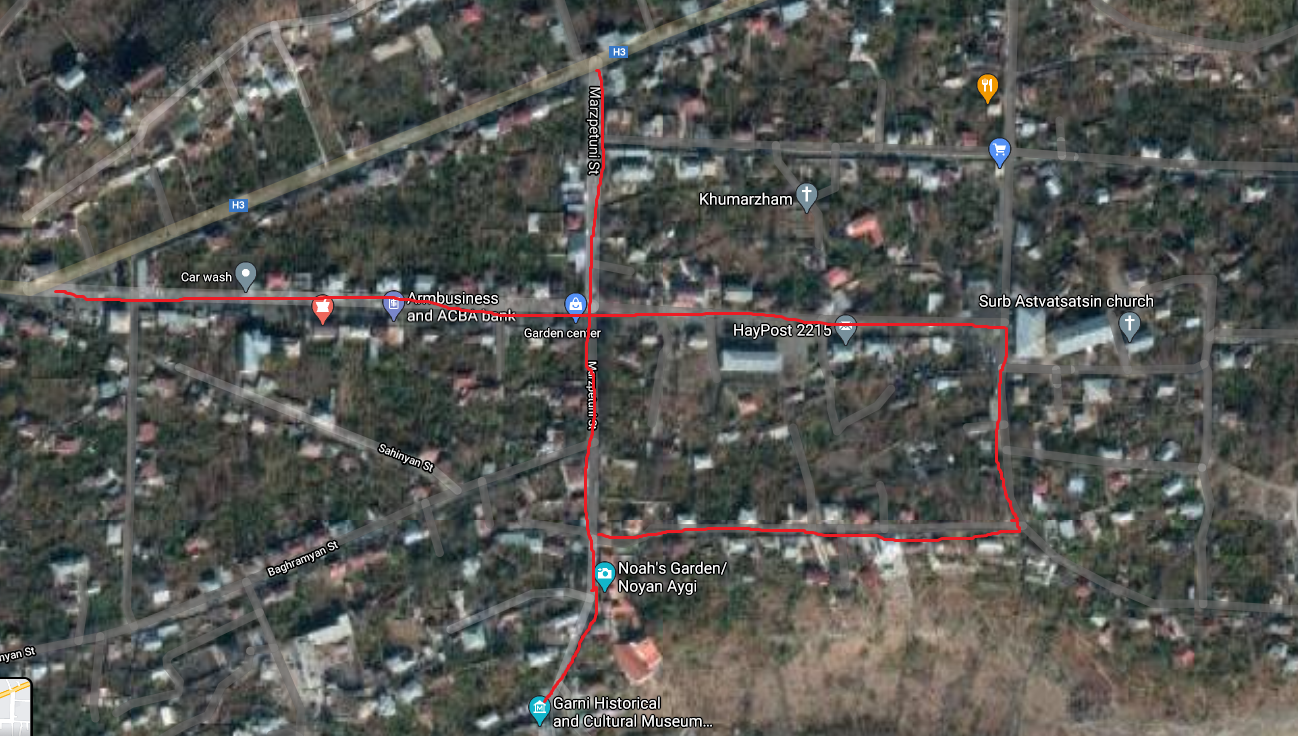 H3
Marzpetuni St
Khumarzham
H3
Car wash
Armbusiness
and ACBA bank
Garden center
Surb Astvatsatsin church
HayPost 2215
Marzpetuni St
Sahinyan St
Baghramyan St
Noah's Garden/
Noyan Aygi
myan St
Garni Historical
and Cultural Museum...